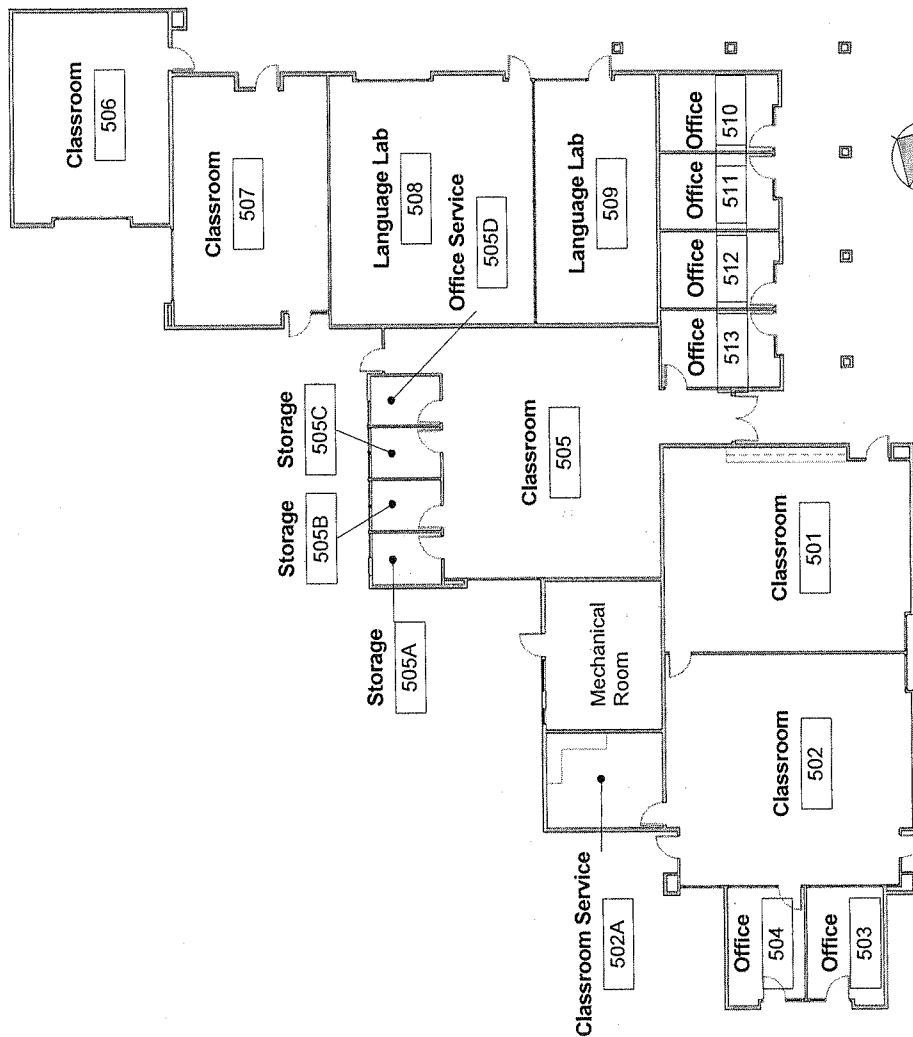 Classroom
506
Classroom
507
Language Lab
508
Office Service
505D
Language Lab
509
Office
510
Office
511
Office
512
Office
513
Storage
505C
Storage
505B
Storage
505A
Classroom
505
Mechanical
Room
Classroom
501
Classroom
502
Classroom Service
502A
Office
504
Office
503